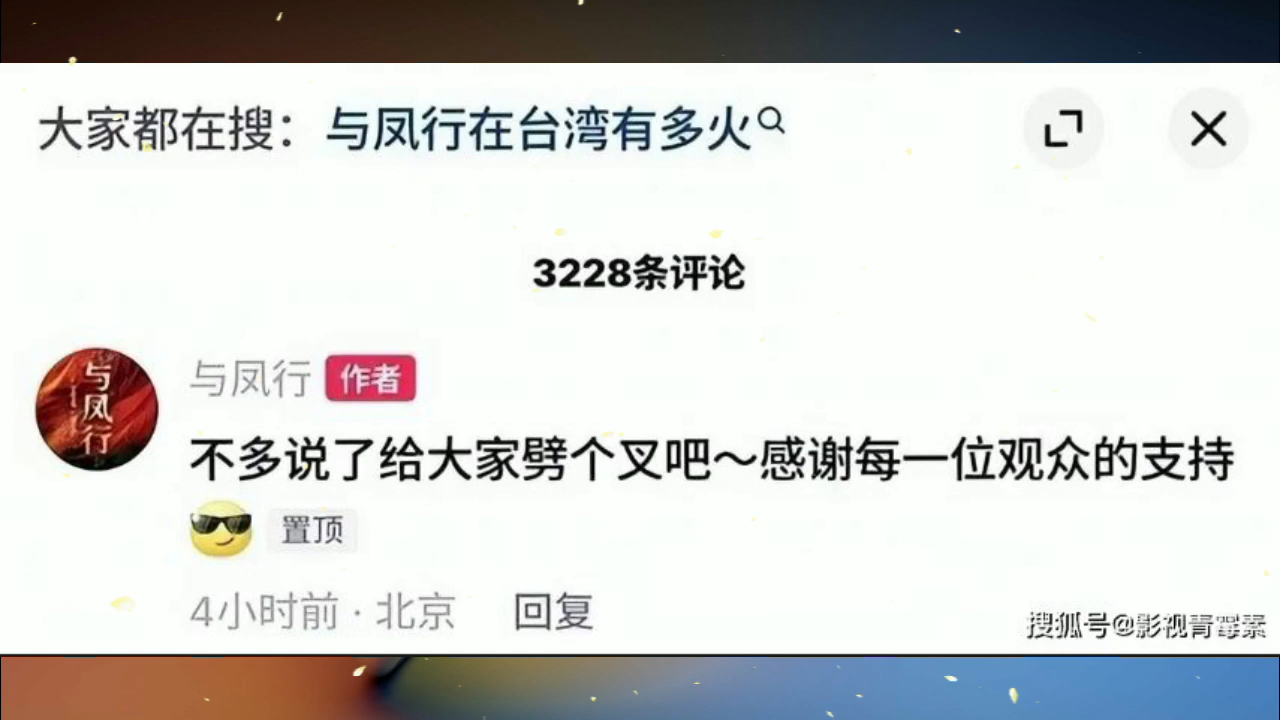 大家都在搜：与凤行在台湾有多火
3228条评论
与凤行 作者
与凤行
不多说了给大家劈个叉吧～感谢每一位观众的支持
😎 置顶
4小时前 · 北京 回复
搜狐号@影视青霉素